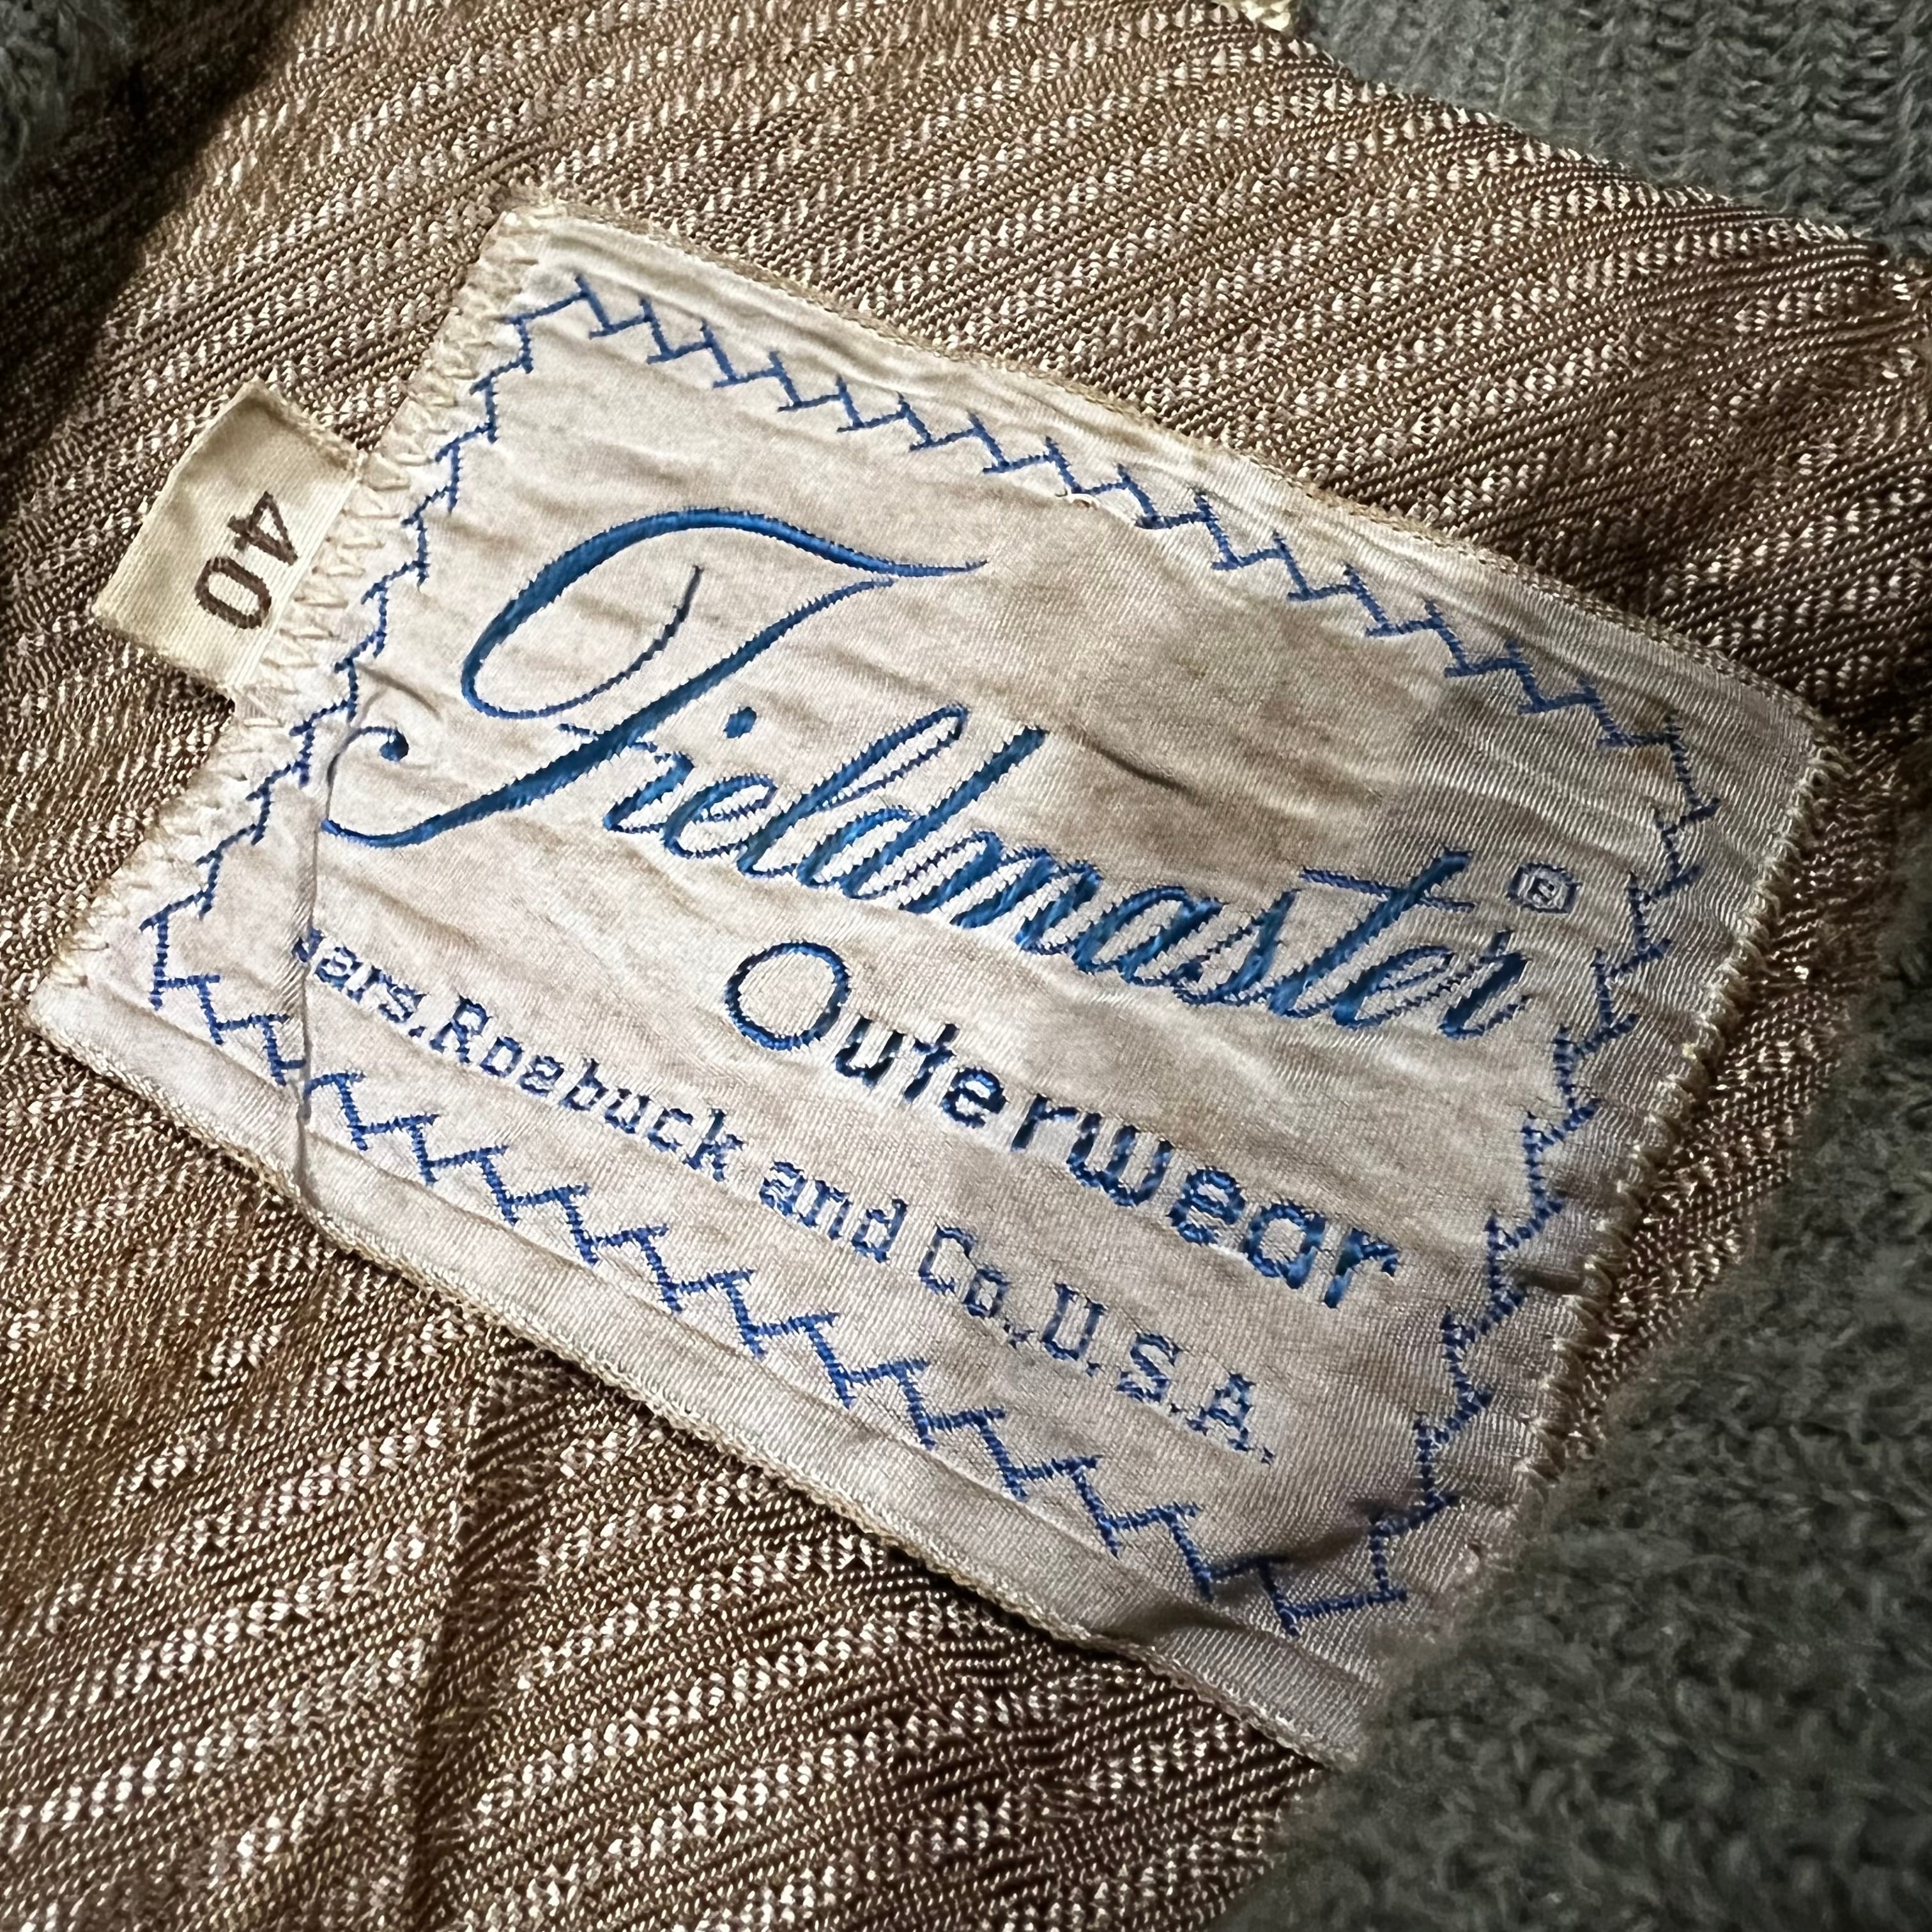 40
Fieldmaster®
Outerwear
ears, Roebuck and Co., U.S.A.